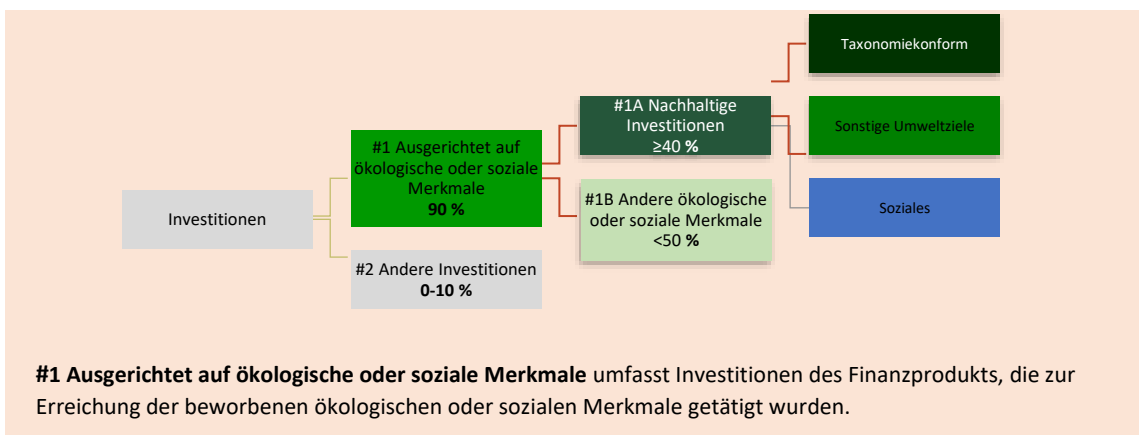 Taxonomiekonform
#1A Nachhaltige
Investitionen
≥40 %
Sonstige Umweltziele
#1 Ausgerichtet auf
ökologische oder soziale
Merkmale
90 %
#1B Andere ökologische
oder soziale Merkmale
<50 %
Soziales
Investitionen
#2 Andere Investitionen
0-10 %
#1 Ausgerichtet auf ökologische oder soziale Merkmale umfasst Investitionen des Finanzprodukts, die zur
Erreichung der beworbenen ökologischen oder sozialen Merkmale getätigt wurden.